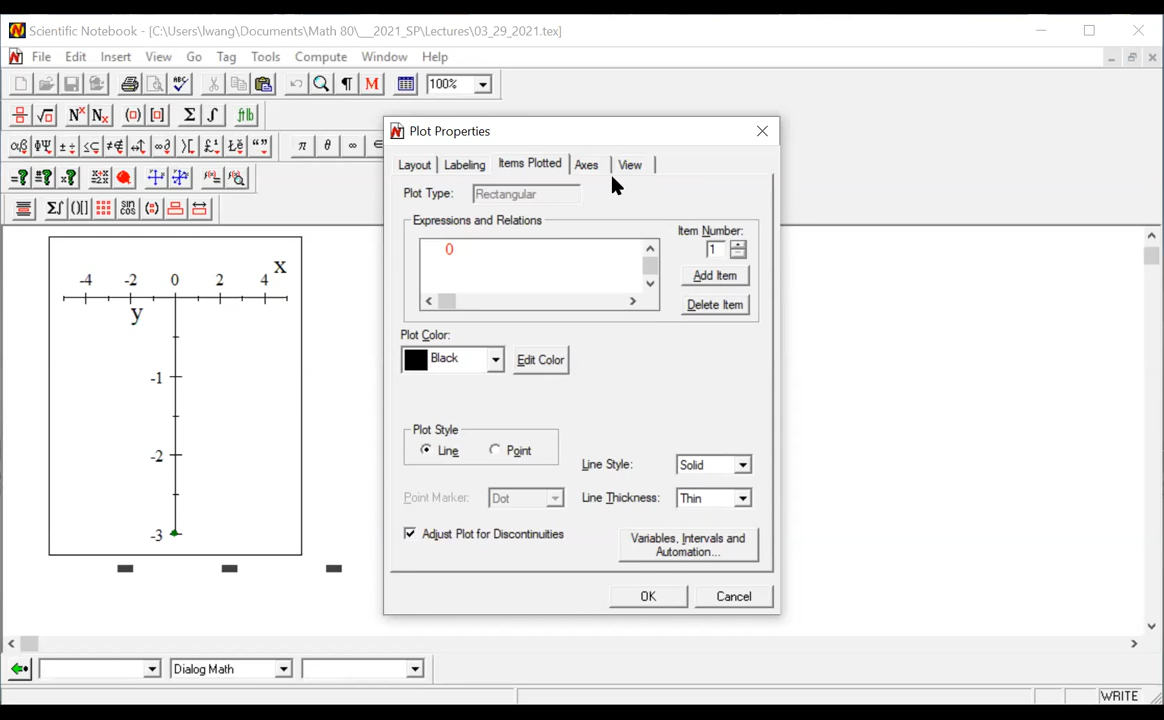 Scientific Notebook - [C:\Users\lwang\Documents\Math 80\__2021_SP\Lectures\03_29_2021.tex]
File Edit Insert View Go Tag Tools Compute Window Help
100%
Plot Properties
Layout Labeling Items Plotted Axes View
Plot Type: Rectangular
Expressions and Relations
0
Item Number:
1
Add Item
Delete Item
Plot Color:
Black
Edit Color
Plot Style
Line Point
Line Style: Solid
Point Marker: Dot
Line Thickness: Thin
Adjust Plot for Discontinuities
Variables, Intervals and
Automation...
OK Cancel
x
-4 -2 0 2 4
y
-1
-2
-3
Dialog Math
WRITE